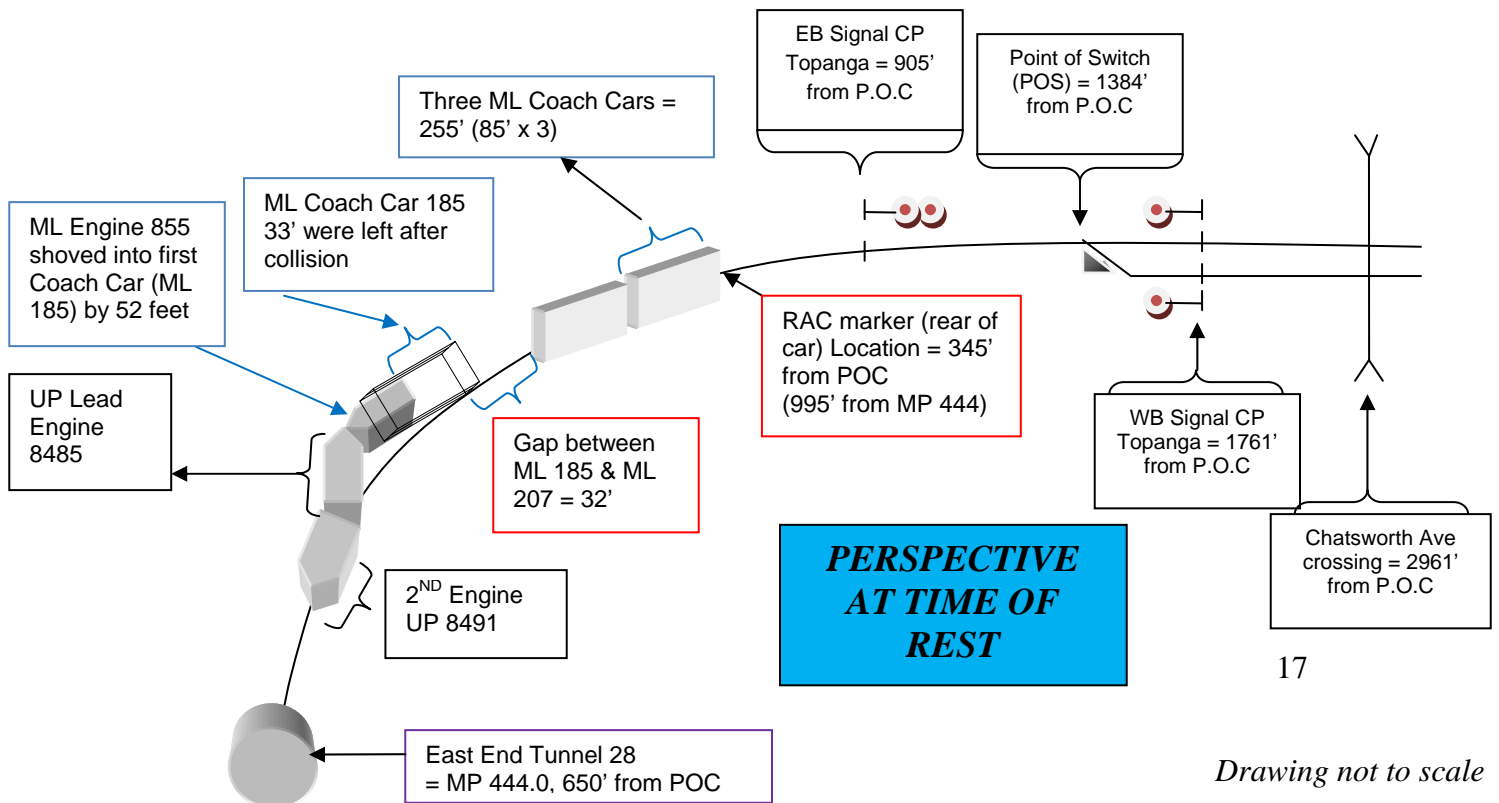 EB Signal CP
Topanga = 905’
from P.O.C
Point of Switch
(POS) = 1384’
from P.O.C
Three ML Coach Cars =
255’ (85’ x 3)
ML Coach Car 185
33’ were left after
collision
ML Engine 855
shoved into first
Coach Car (ML
185) by 52 feet
RAC marker (rear of
car) Location = 345’
from POC
(995’ from MP 444)
UP Lead
Engine
8485
Gap between
ML 185 & ML
207 = 32’
WB Signal CP
Topanga = 1761’
from P.O.C
Chatsworth Ave
crossing = 2961’
from P.O.C
PERSPECTIVE
AT TIME OF
REST
2ND Engine
UP 8491
17
East End Tunnel 28
= MP 444.0, 650’ from POC
Drawing not to scale